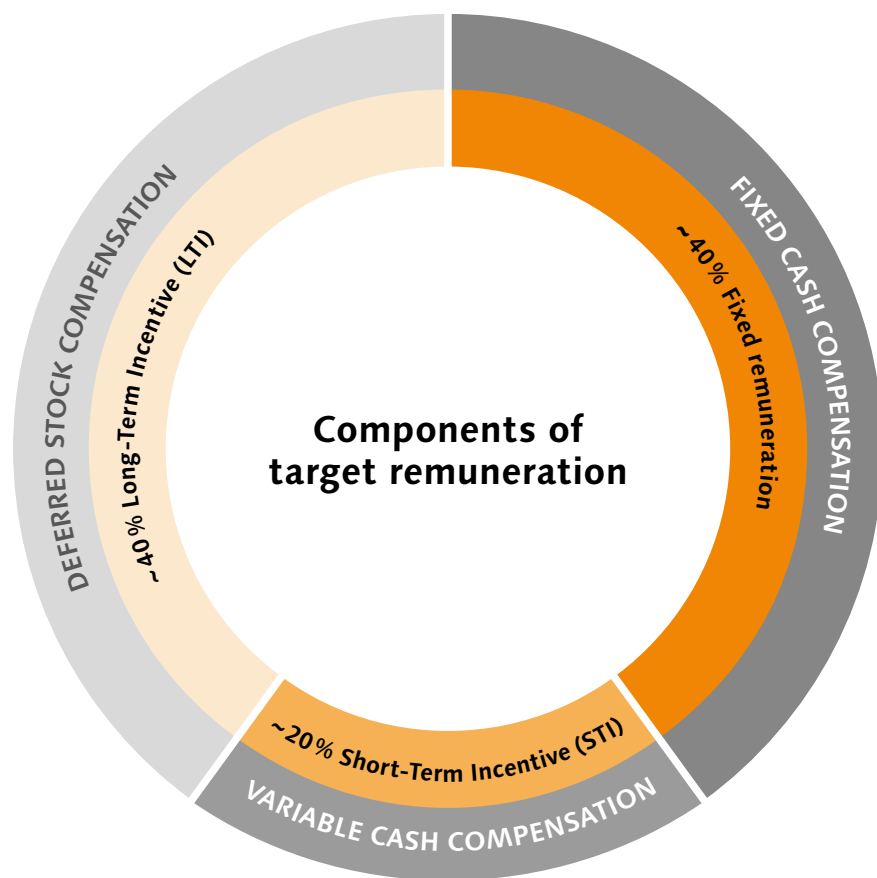 Components of
target remuneration
FIXED CASH COMPENSATION
~40% Fixed remuneration
VARIABLE CASH COMPENSATION
~20% Short-Term Incentive (STI)
DEFERRED STOCK COMPENSATION
~40% Long-Term Incentive (LTI)